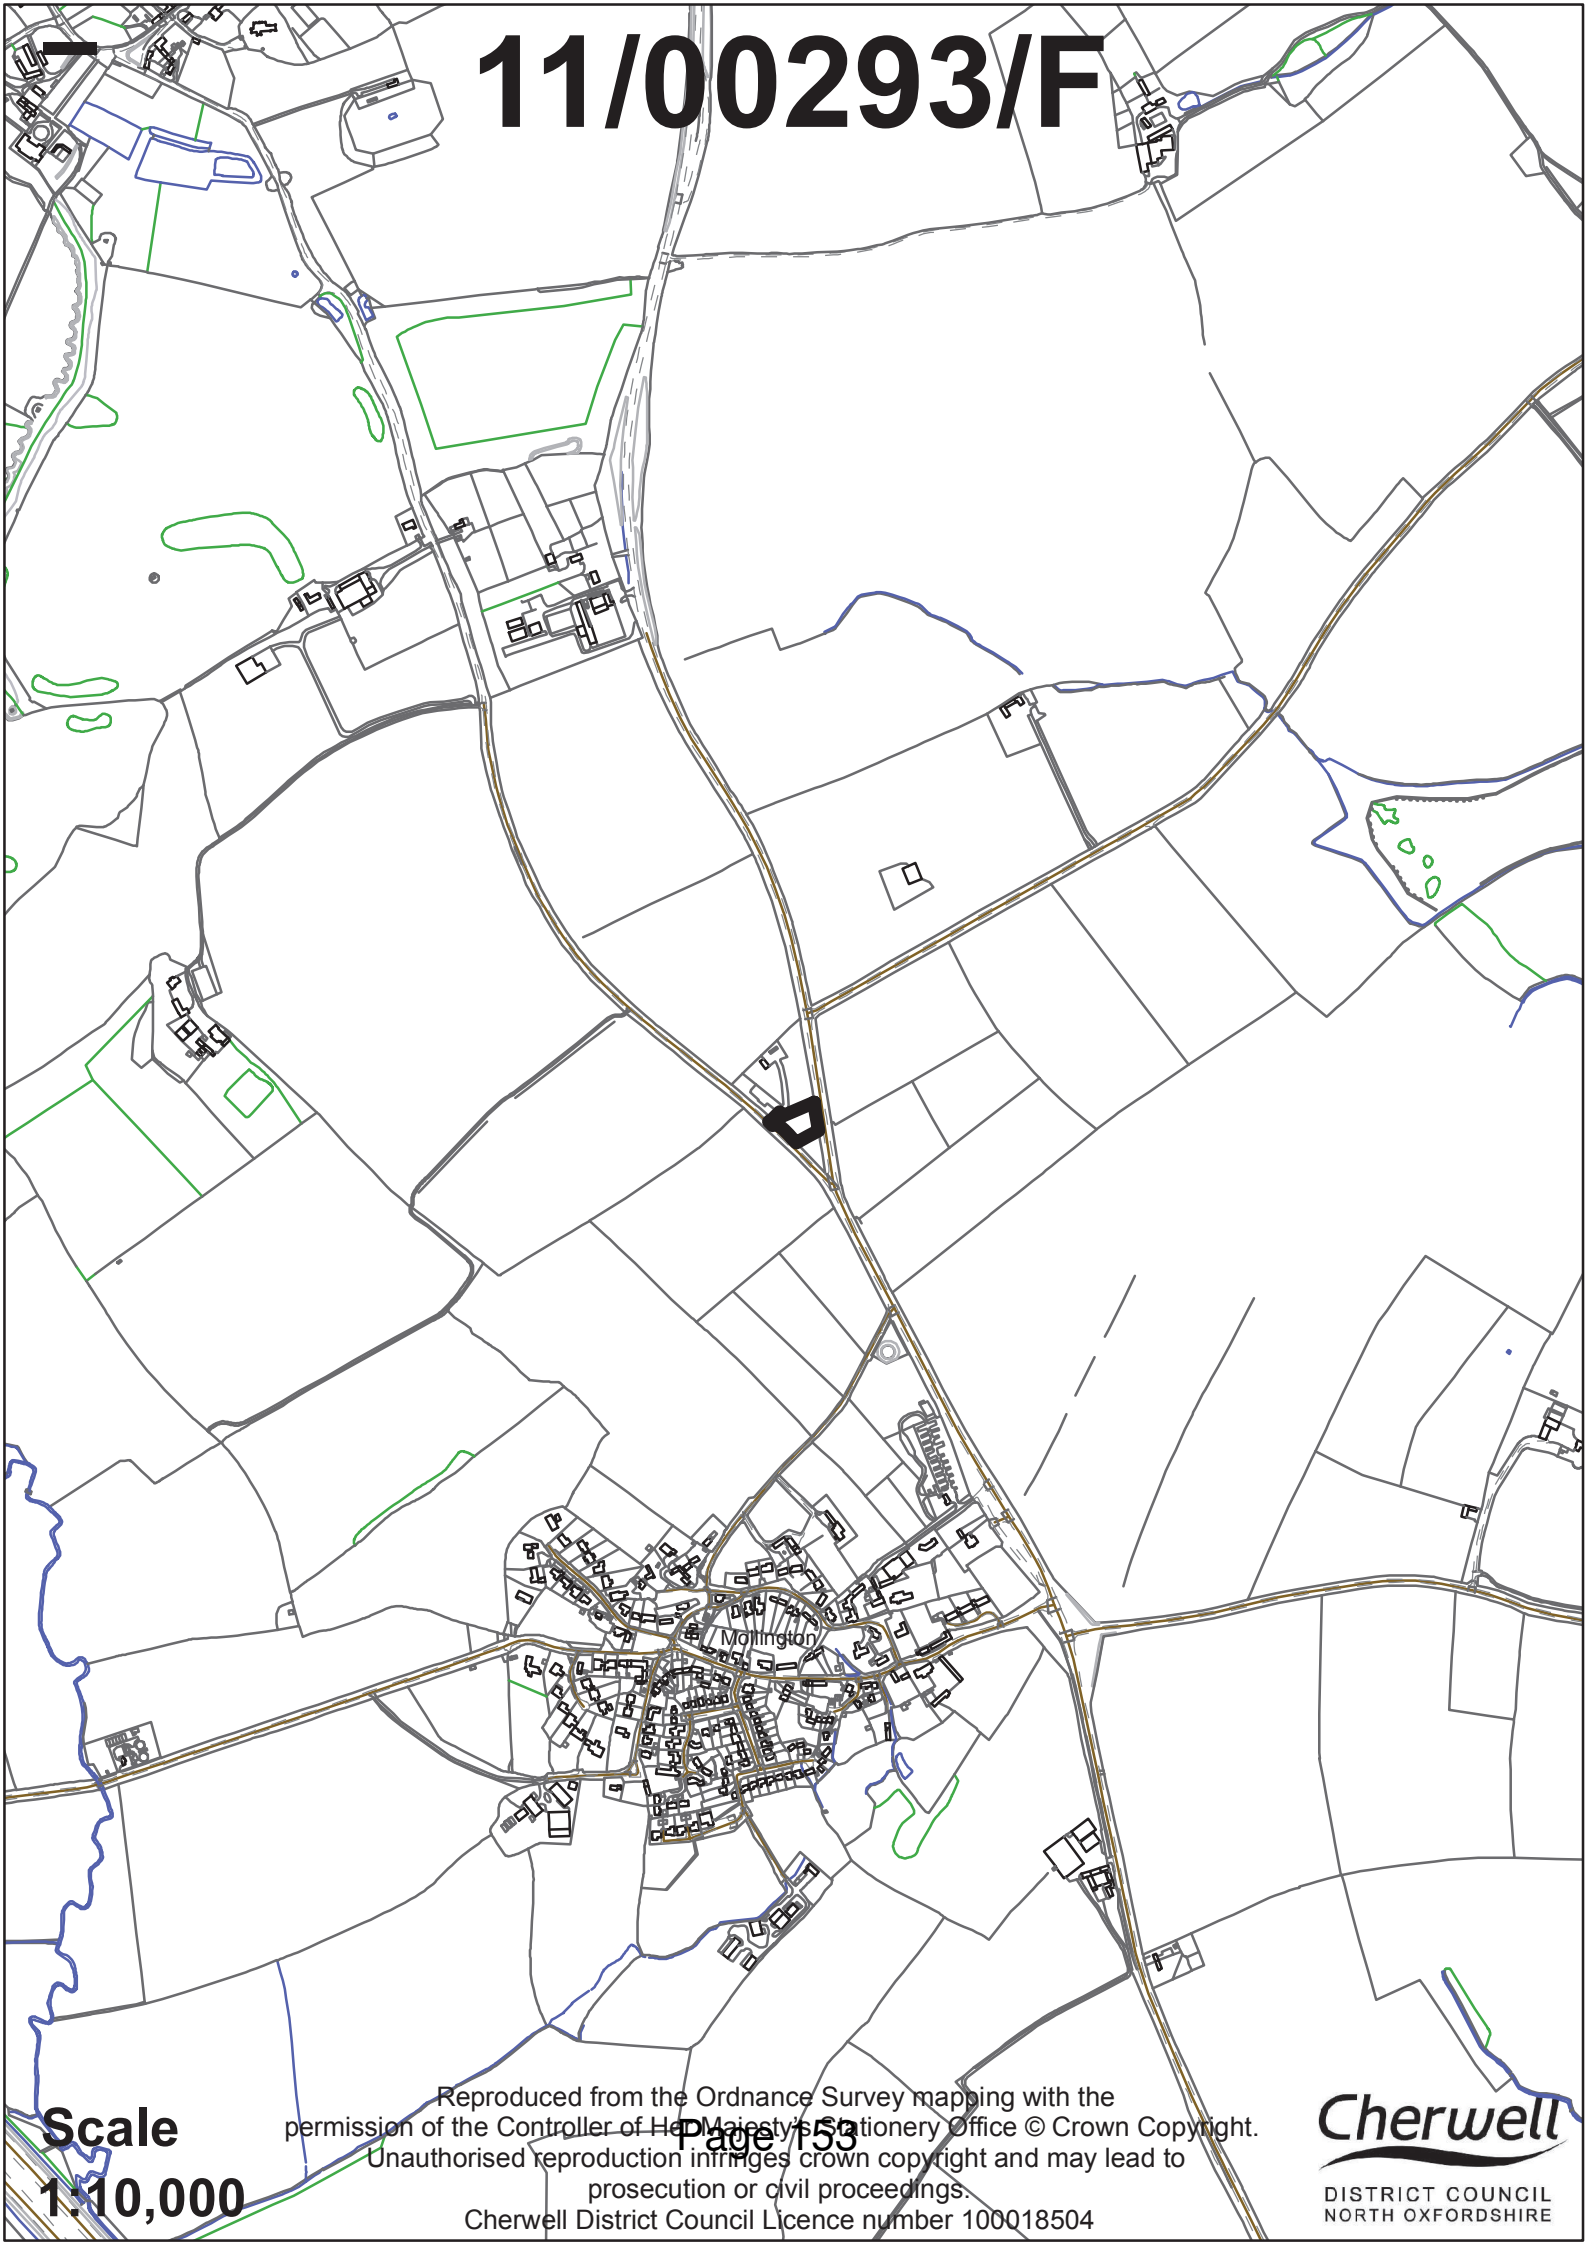 11/00293/F
Mollington
Reproduced from the Ordnance Survey mapping with the
permission of the Controller of Her Majesty's Stationery Office © Crown Copyright.
Page 153
Unauthorised reproduction infringes crown copyright and may lead to
prosecution or civil proceedings.
Cherwell District Council Licence number 100018504
Scale
1:10,000
Cherwell
DISTRICT COUNCIL
NORTH OXFORDSHIRE